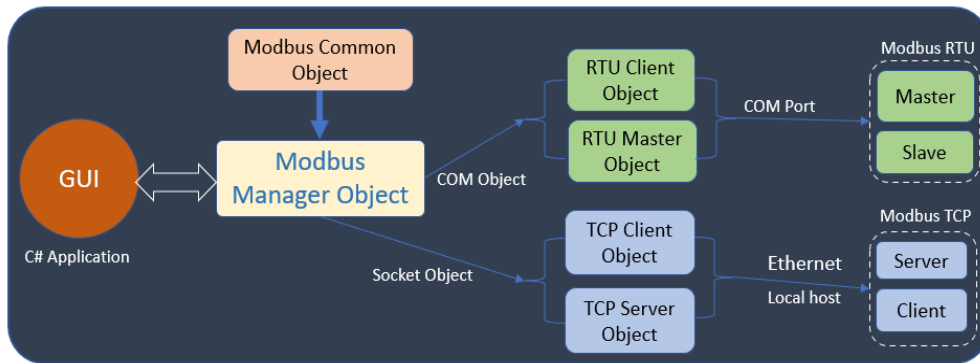 Modbus Common
Object
GUI
C# Application
Modbus
Manager Object
COM Object
Socket Object
RTU Client
Object
RTU Master
Object
COM Port
Modbus RTU
Master
Slave
TCP Client
Object
TCP Server
Object
Ethernet
Local host
Modbus TCP
Server
Client